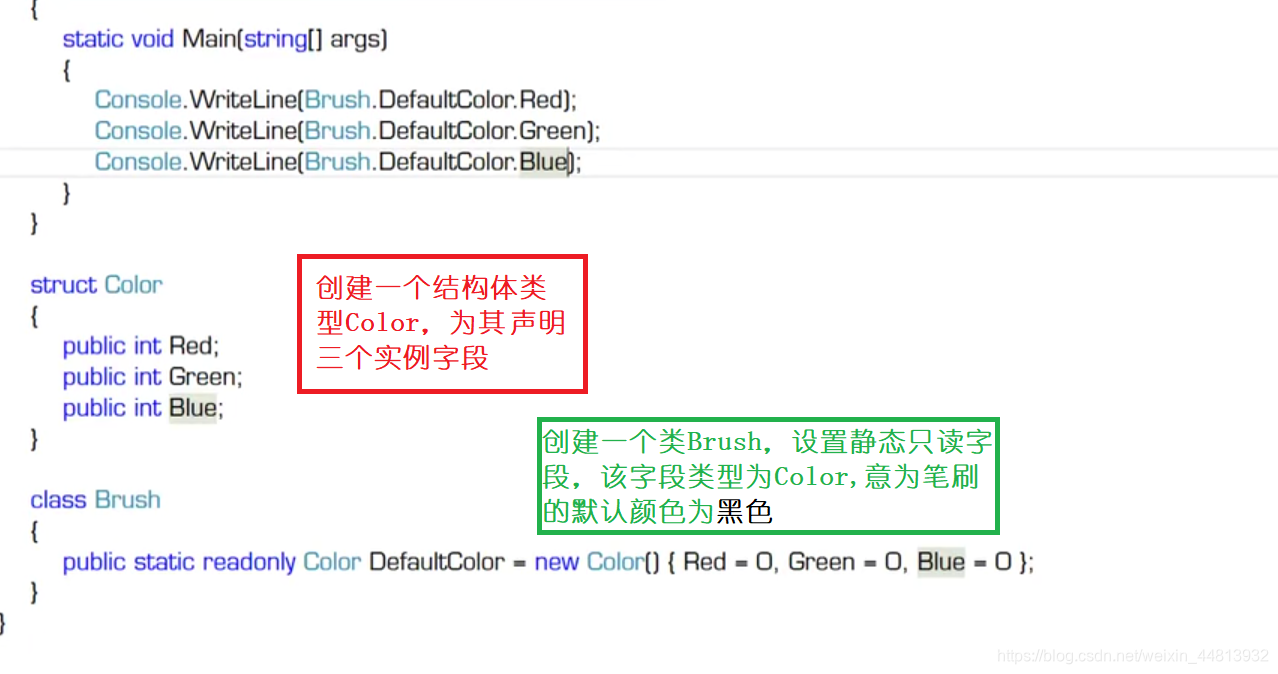 {
static void Main(string[] args)
{
Console.WriteLine(Brush.DefaultColor.Red);
Console.WriteLine(Brush.DefaultColor.Green);
Console.WriteLine(Brush.DefaultColor.Blue);
}
}
struct Color
{
public int Red;
public int Green;
public int Blue;
}
创建一个结构体类
型Color，为其声明
三个实例字段
创建一个类Brush，设置静态只读字
段，该字段类型为Color,意为笔刷
的默认颜色为黑色
class Brush
{
public static readonly Color DefaultColor = new Color() { Red = 0, Green = 0, Blue = 0 };
}
}
https://blog.csdn.net/weixin_44813932